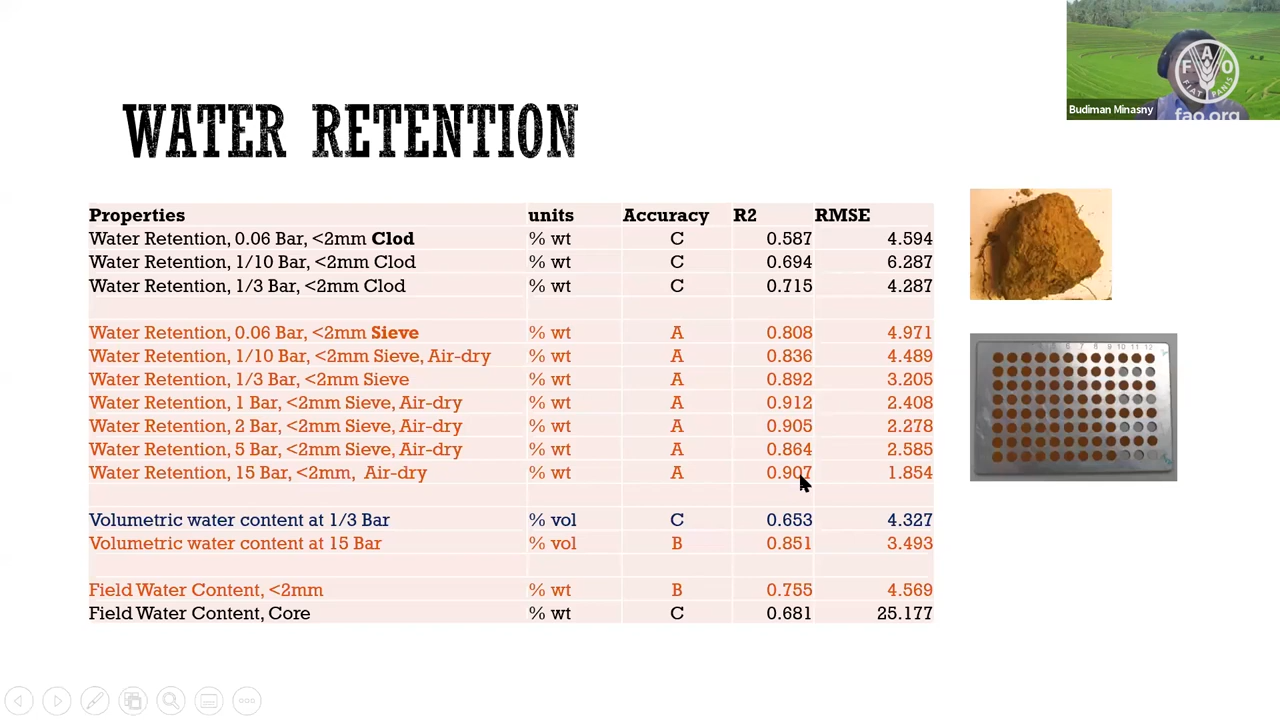 FAO
FIAT PANIS
Budiman Minasny
fao.org
WATER RETENTION
Properties units Accuracy R2 RMSE
Water Retention, 0.06 Bar, <2mm Clod % wt C 0.587 4.594
Water Retention, 1/10 Bar, <2mm Clod % wt C 0.694 6.287
Water Retention, 1/3 Bar, <2mm Clod % wt C 0.715 4.287
Water Retention, 0.06 Bar, <2mm Sieve % wt A 0.808 4.971
Water Retention, 1/10 Bar, <2mm Sieve, Air-dry % wt A 0.836 4.489
Water Retention, 1/3 Bar, <2mm Sieve % wt A 0.892 3.205
Water Retention, 1 Bar, <2mm Sieve, Air-dry % wt A 0.912 2.408
Water Retention, 2 Bar, <2mm Sieve, Air-dry % wt A 0.905 2.278
Water Retention, 5 Bar, <2mm Sieve, Air-dry % wt A 0.864 2.585
Water Retention, 15 Bar, <2mm, Air-dry % wt A 0.907 1.854
Volumetric water content at 1/3 Bar % vol C 0.653 4.327
Volumetric water content at 15 Bar % vol B 0.851 3.493
Field Water Content, <2mm % wt B 0.755 4.569
Field Water Content, Core % wt C 0.681 25.177